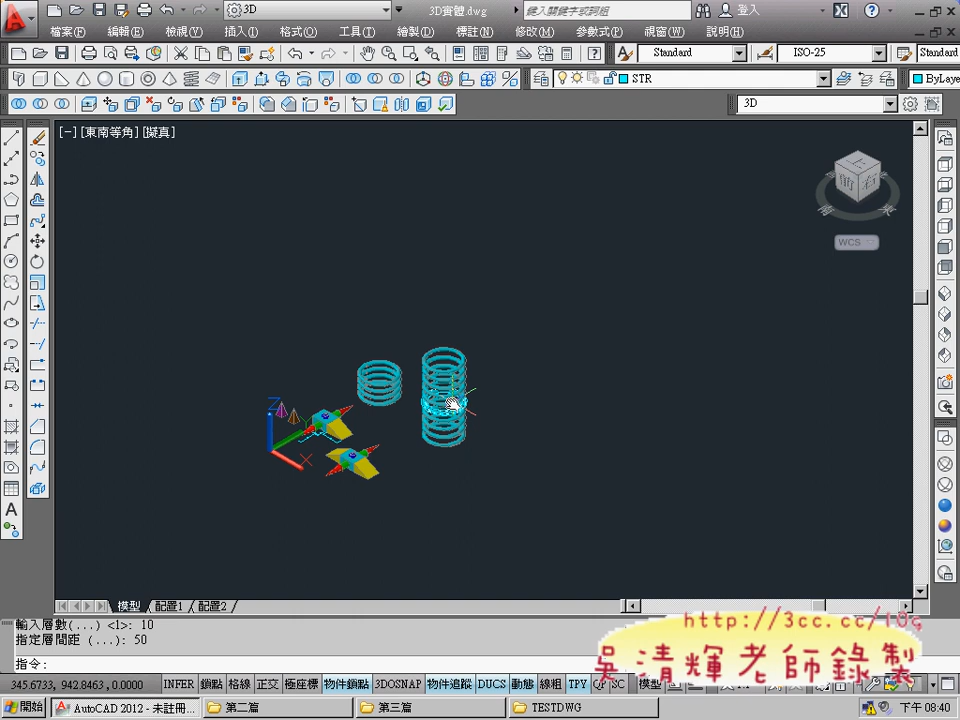 3D
3D實體.dwg
鍵入關鍵字或詞組
登入
檔案(F) 編輯(E) 檢視(V) 插入(I) 格式(O) 工具(T) 繪製(D) 標註(N) 修改(M) 參數式(P) 視窗(W) 說明(H)
Standard ISO-25 Standard
STR ByLaye
3D
[−][東南等角][擬真]
上
前 右
南 東
WCS
Z
X
模型 配置1 配置2
輸入層數(...) <1>: 10
指定層間距 (...): 50
指令:
http://3cc.cc/10g
吳清輝老師錄製
345.6733, 942.8463, 0.0000 INFER 鎖點 格線 正交 極座標 物件鎖點 3DOSNAP 物件追蹤 DUCS 動態 線粗 TPY QP SC 模型
開始 AutoCAD 2012 - 未註冊... 第二篇 第三篇 TESTDWG 下午 08:40